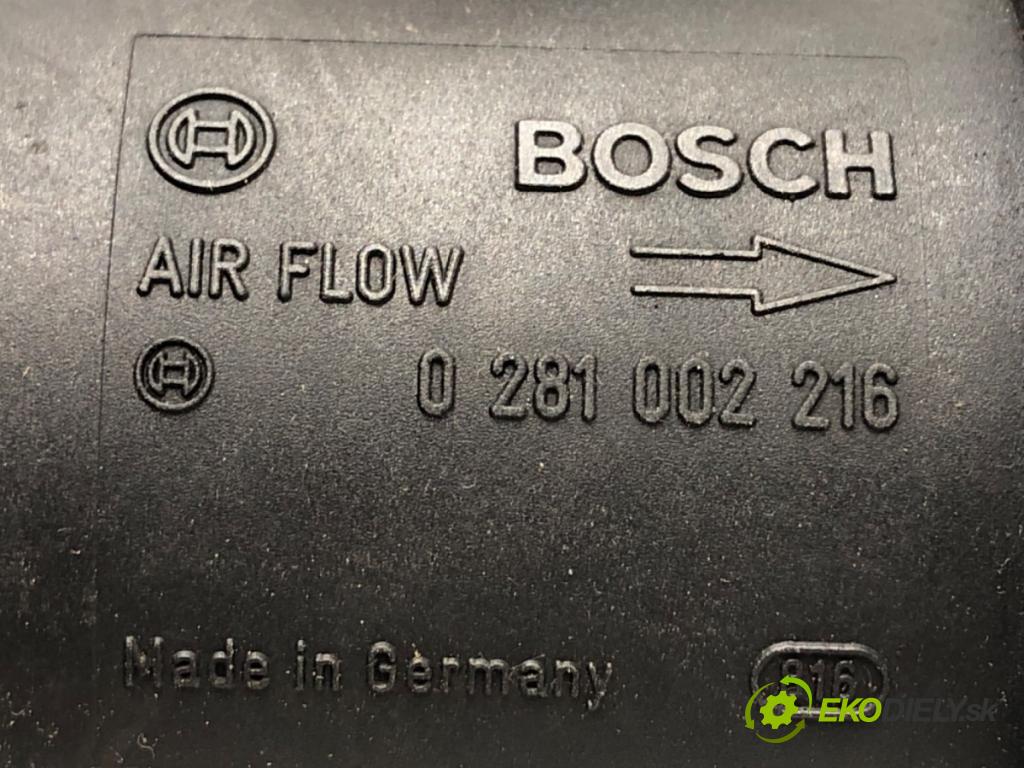 BOSCH
AIR FLOW
0 281 002 216
Made in Germany
816
EKODIELY.sk